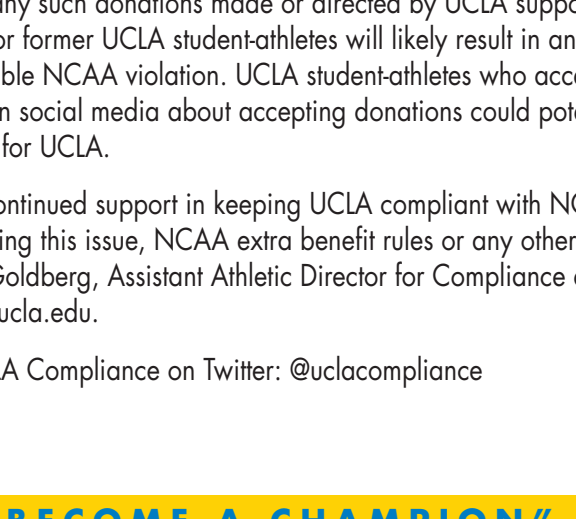 any such donations made or directed by UCLA suppo
or former UCLA student-athletes will likely result in an
ble NCAA violation. UCLA student-athletes who acc
n social media about accepting donations could pot
for UCLA.
ontinued support in keeping UCLA compliant with NC
ing this issue, NCAA extra benefit rules or any other
Goldberg, Assistant Athletic Director for Compliance
ucla.edu.
A Compliance on Twitter: @uclacompliance
BECOME A CHAMPION“